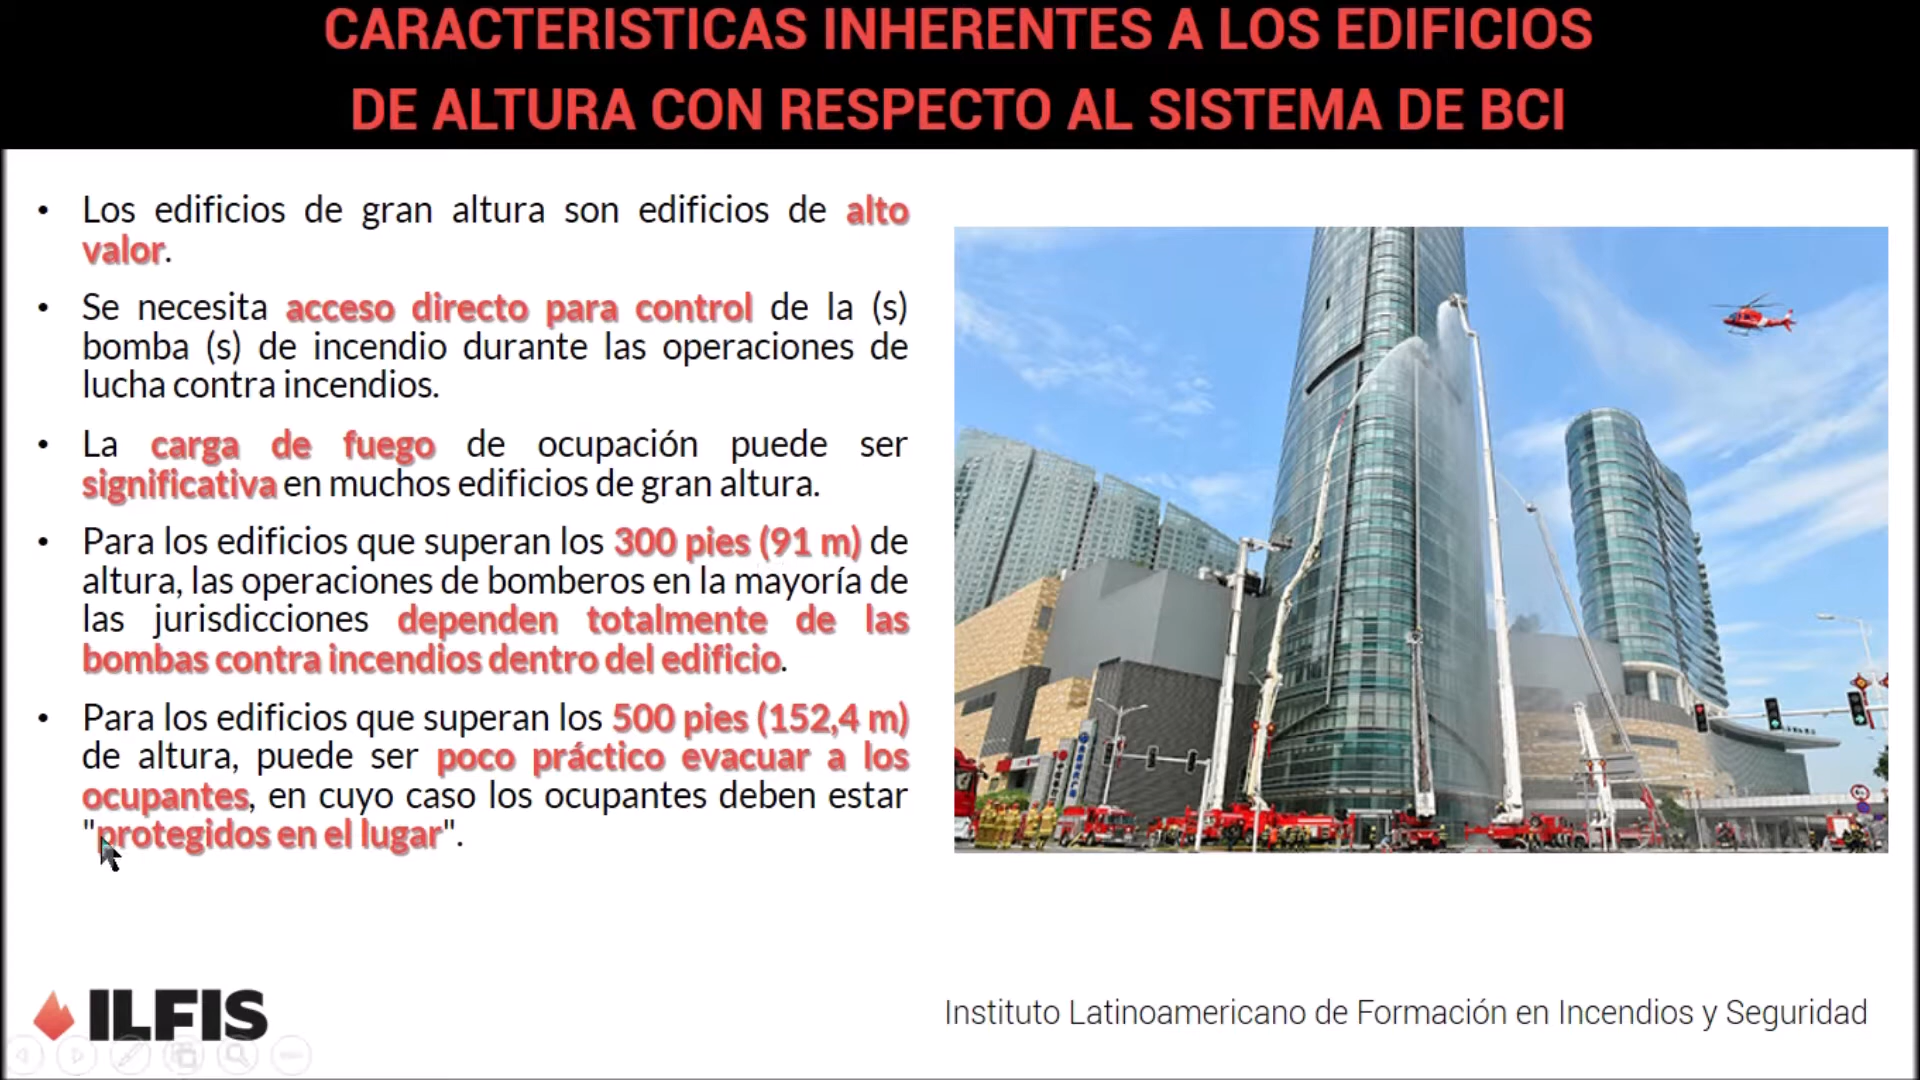 CARACTERISTICAS INHERENTES A LOS EDIFICIOS
DE ALTURA CON RESPECTO AL SISTEMA DE BCI
• Los edificios de gran altura son edificios de alto
valor.
• Se necesita acceso directo para control de la (s)
bomba (s) de incendio durante las operaciones de
lucha contra incendios.
• La carga de fuego de ocupación puede ser
significativa en muchos edificios de gran altura.
• Para los edificios que superan los 300 pies (91 m) de
altura, las operaciones de bomberos en la mayoría de
las jurisdicciones dependen totalmente de las
bombas contra incendios dentro del edificio.
• Para los edificios que superan los 500 pies (152,4 m)
de altura, puede ser poco práctico evacuar a los
ocupantes, en cuyo caso los ocupantes deben estar
"protegidos en el lugar".
ILFIS
Instituto Latinoamericano de Formación en Incendios y Seguridad